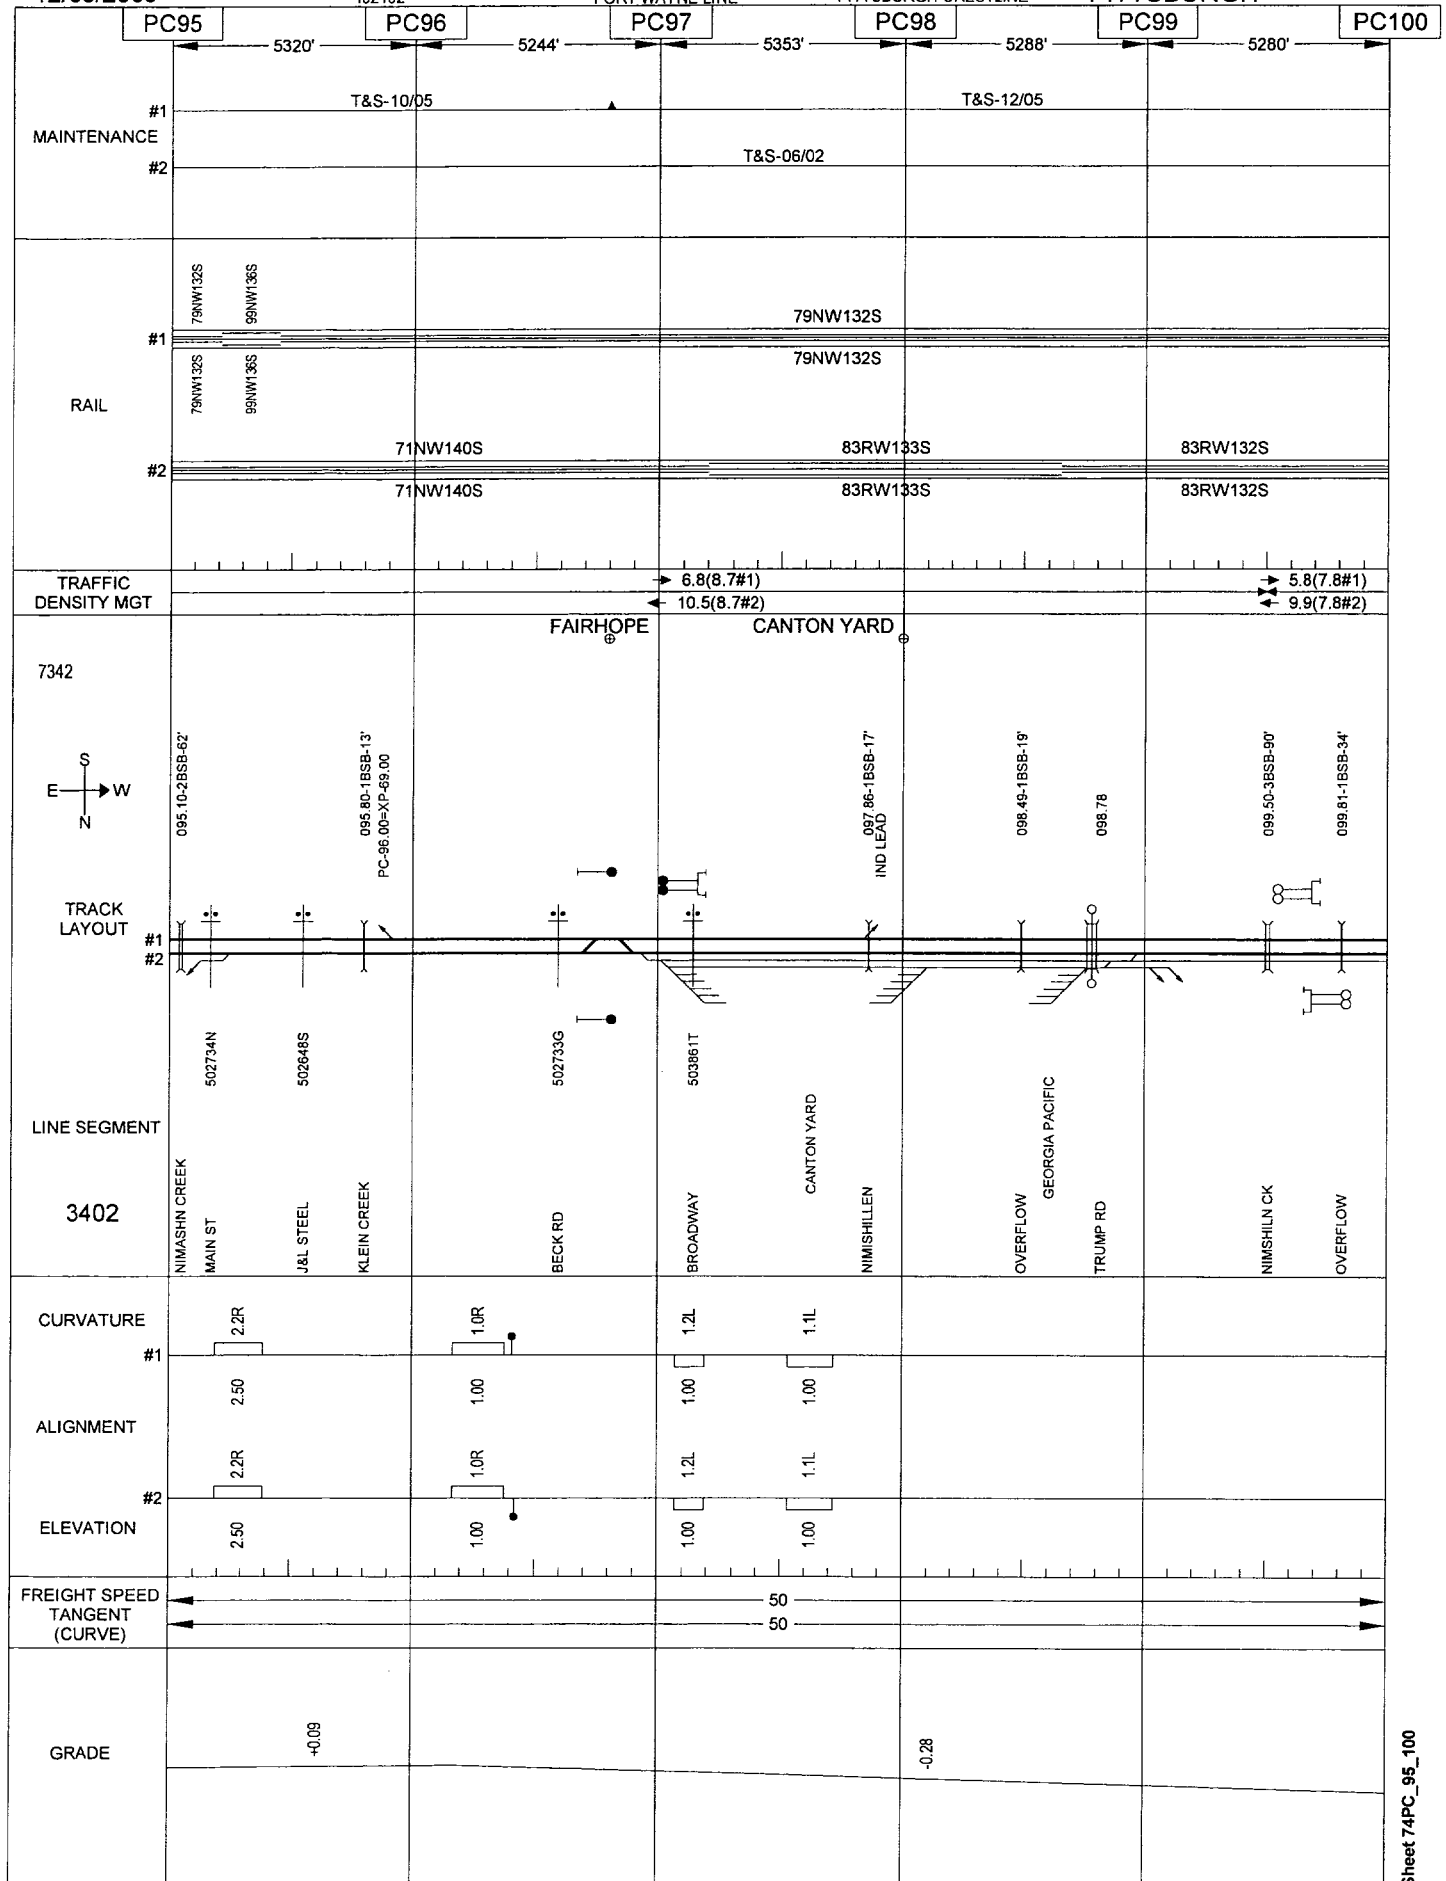 PC95 PC96 PC97 PC98 PC99 PC100
5320' 5244' 5353' 5288' 5280'
MAINTENANCE
#1 T&S-10/05 T&S-12/05
#2 T&S-06/02
RAIL
79NW132S 99NW136S
#1 79NW132S
79NW132S 99NW136S
79NW132S
71NW140S 83RW133S 83RW132S
#2
71NW140S 83RW133S 83RW132S
TRAFFIC
DENSITY MGT
6.8(8.7#1) 5.8(7.8#1)
10.5(8.7#2) 9.9(7.8#2)
FAIRHOPE CANTON YARD
7342
S
E W
N
095.10-2BSB-62'
095.80-1BSB-13'
PC-96.00=XP-69.00
097.86-1BSB-17'
IND LEAD
098.49-1BSB-19'
098.78
099.50-3BSB-90'
099.81-1BSB-34'
TRACK
LAYOUT
#1
#2
502734N
502648S
502733G
503861T
LINE SEGMENT
3402
NIMASHN CREEK
MAIN ST
J&L STEEL
KLEIN CREEK
BECK RD
BROADWAY
CANTON YARD
NIMISHILLEN
OVERFLOW
GEORGIA PACIFIC
TRUMP RD
NIMSHILN CK
OVERFLOW
CURVATURE
2.2R 1.0R 1.2L 1.1L
#1
2.50 1.00 1.00 1.00
ALIGNMENT
2.2R 1.0R 1.2L 1.1L
#2
ELEVATION
2.50 1.00 1.00 1.00
FREIGHT SPEED
TANGENT
(CURVE)
50
50
GRADE
+0.09
-0.28
Sheet 74PC_95_100